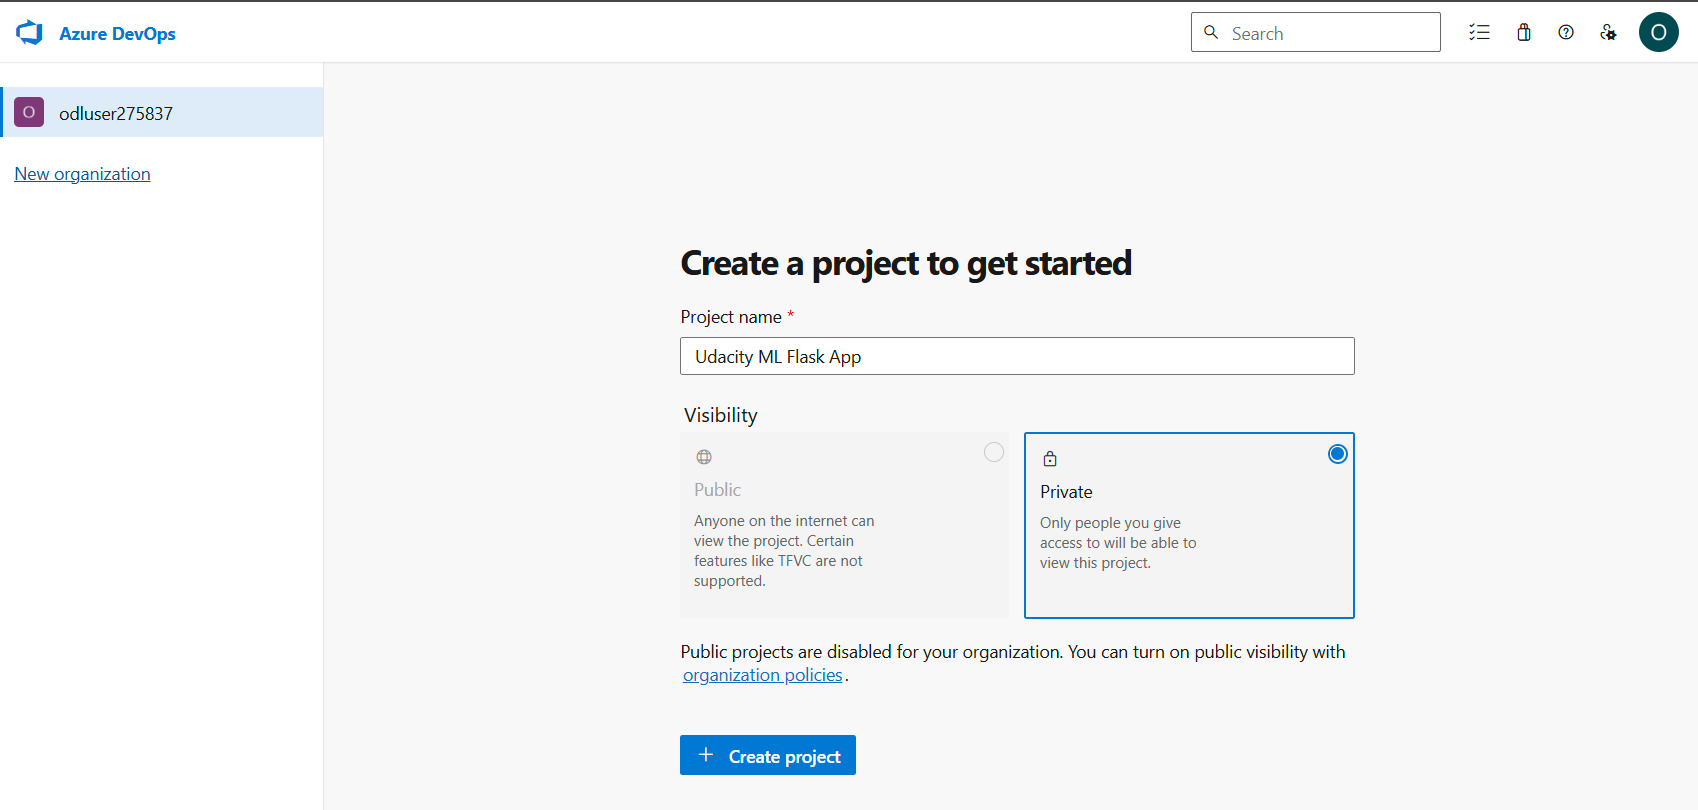 Azure DevOps
Search
O
O
odluser275837
New organization
Create a project to get started
Project name *
Udacity ML Flask App
Visibility
Public
Anyone on the internet can
view the project. Certain
features like TFVC are not
supported.
Private
Only people you give
access to will be able to
view this project.
Public projects are disabled for your organization. You can turn on public visibility with
organization policies.
+ Create project